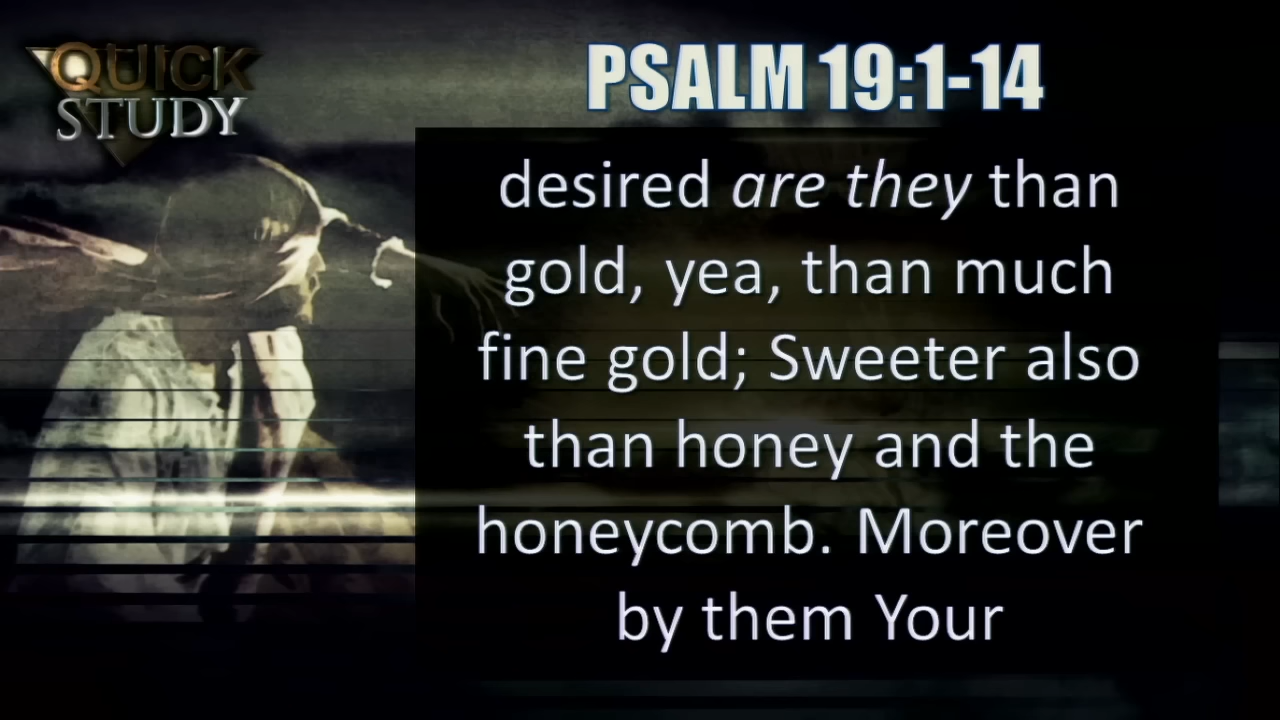 QUICK
STUDY
PSALM 19:1-14
desired are they than
gold, yea, than much
fine gold; Sweeter also
than honey and the
honeycomb. Moreover
by them Your